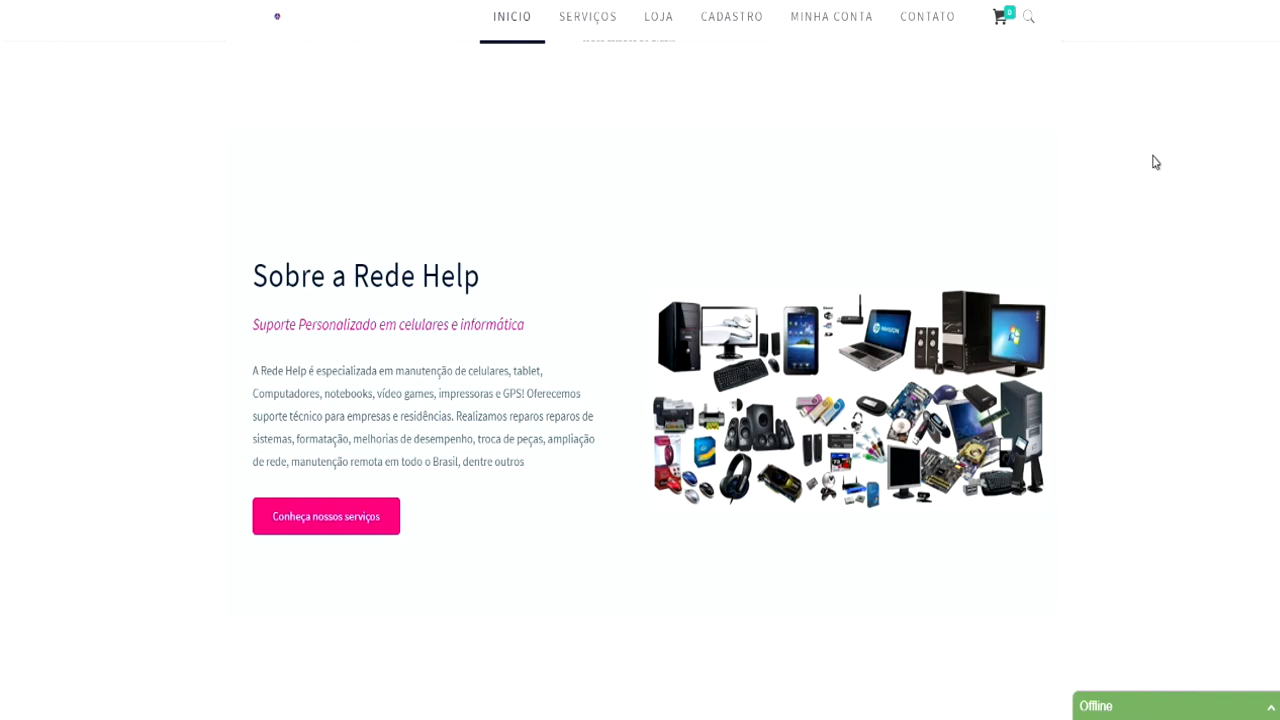 INICIO SERVIÇOS LOJA CADASTRO MINHA CONTA CONTATO 0
Sobre a Rede Help
Suporte Personalizado em celulares e informática
A Rede Help é especializada em manutenção de celulares, tablet,
Computadores, notebooks, vídeo games, impressoras e GPS! Oferecemos
suporte técnico para empresas e residências. Realizamos reparos reparos de
sistemas, formatação, melhorias de desempenho, troca de peças, ampliação
de rede, manutenção remota em todo o Brasil, dentre outros
Conheça nossos serviços
Offline